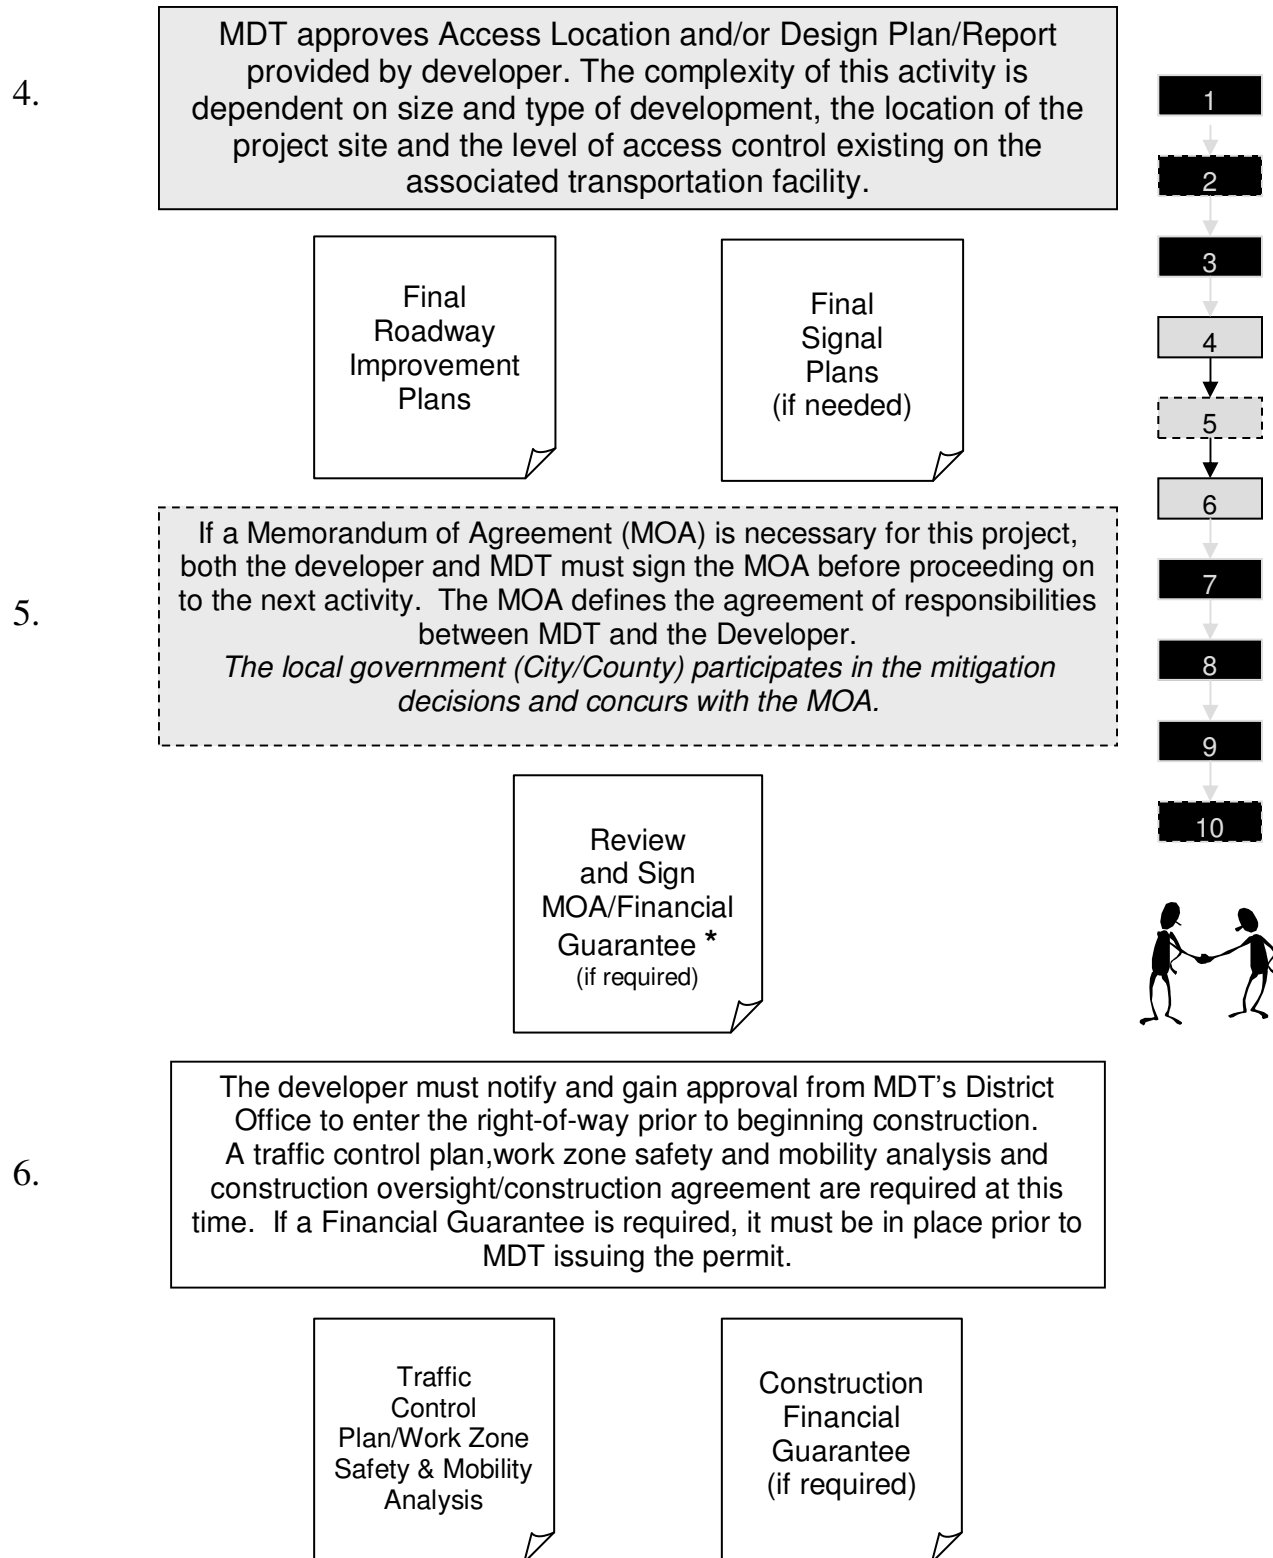 4.
MDT approves Access Location and/or Design Plan/Report
provided by developer. The complexity of this activity is
dependent on size and type of development, the location of the
project site and the level of access control existing on the
associated transportation facility.
Final
Roadway
Improvement
Plans
Final
Signal
Plans
(if needed)
5.
If a Memorandum of Agreement (MOA) is necessary for this project,
both the developer and MDT must sign the MOA before proceeding on
to the next activity.  The MOA defines the agreement of responsibilities
between MDT and the Developer.
The local government (City/County) participates in the mitigation
decisions and concurs with the MOA.
Review
and Sign
MOA/Financial
Guarantee *
(if required)
6.
The developer must notify and gain approval from MDT’s District
Office to enter the right-of-way prior to beginning construction.
A traffic control plan,work zone safety and mobility analysis and
construction oversight/construction agreement are required at this
time.  If a Financial Guarantee is required, it must be in place prior to
MDT issuing the permit.
Traffic
Control
Plan/Work Zone
Safety & Mobility
Analysis
Construction
Financial
Guarantee
(if required)
1
2
3
4
5
6
7
8
9
10